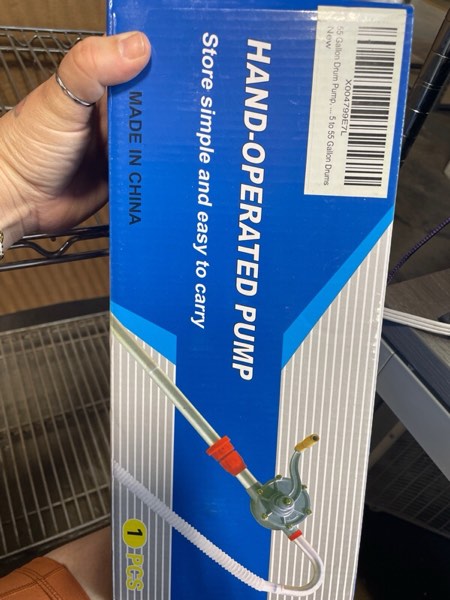 HAND-OPERATED PUMP
Store simple and easy to carry
MADE IN CHINA
X004799E7L
55 Gallon Drum Pump, ... 5 to 55 Gallon Drums
New
1 PCS